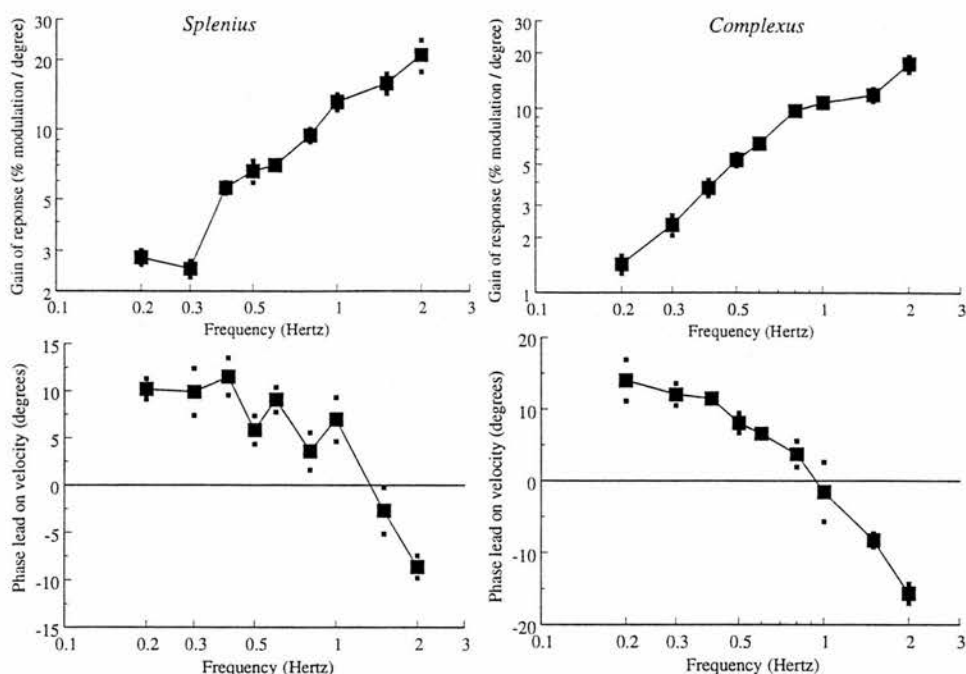 Splenius
Gain of reponse (% modulation / degree)
30
20
10
5
3
2
0.1 0.2 0.3 0.5 1 2 3
Frequency (Hertz)
Complexus
Gain of response (% modulation / degree)
30
20
10
5
3
2
1
0.1 0.2 0.3 0.5 1 2 3
Frequency (Hertz)
Phase lead on velocity (degrees)
15
10
5
0
-5
-10
-15
0.1 0.2 0.3 0.5 1 2 3
Frequency (Hertz)
Phase lead on velocity (degrees)
20
10
0
-10
-20
0.1 0.2 0.3 0.5 1 2 3
Frequency (Hertz)